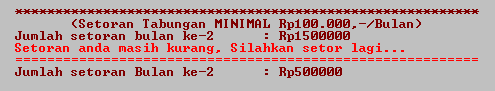 ************************************************************
(Setoran Tabungan MINIMAL Rp100.000,-/Bulan)
Jumlah setoran bulan ke-2      : Rp1500000
Setoran anda masih kurang, Silahkan setor lagi...
============================================================
Jumlah setoran Bulan ke-2      : Rp500000